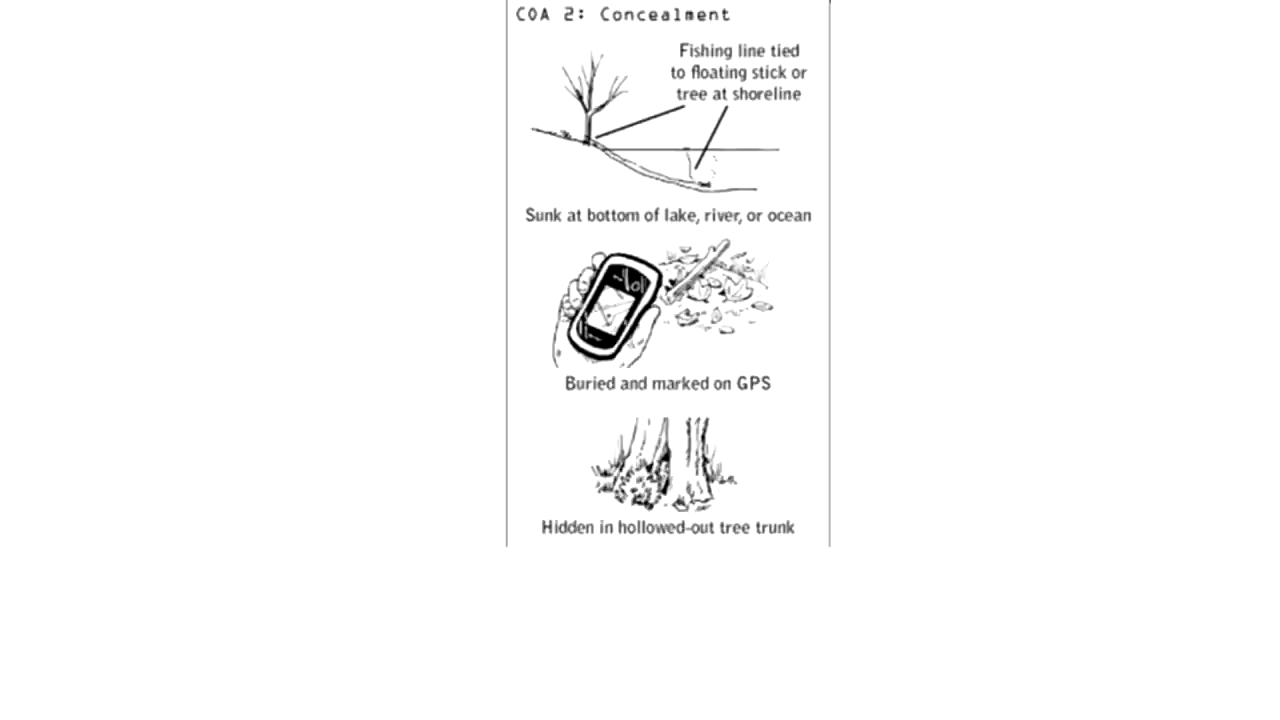 COA 2: Concealment
Fishing line tied
to floating stick or
tree at shoreline
Sunk at bottom of lake, river, or ocean
Buried and marked on GPS
Hidden in hollowed-out tree trunk